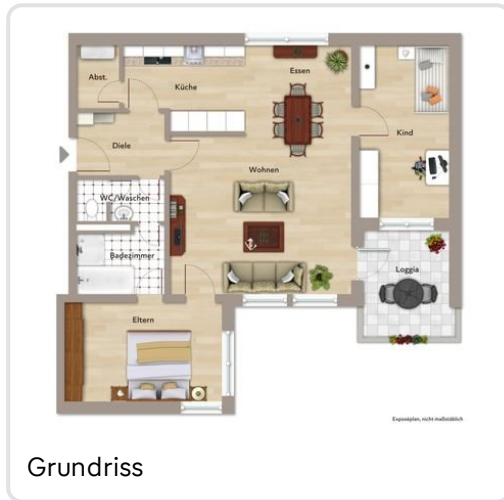 Abst.
Küche
Essen
Diele
Kind
Wohnen
WC/Waschen
Badezimmer
Loggia
Eltern
Exposéplan, nicht maßstäblich
Grundriss